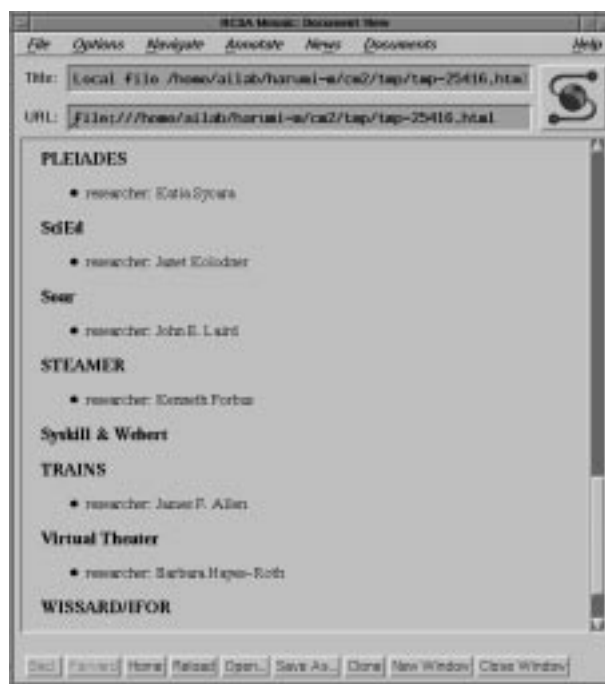 NCSA Mosaic: Document View
File Options Navigate Annotate News Documents Help
Title: Local file /home/ailab/harumi-m/cm2/tmp/tmp-25416.html
URL: file:///home/ailab/harumi-m/cm2/tmp/tmp-25416.html
PLEIADES
• researcher: Katia Sycara
SciEd
• researcher: Janet Kolodner
Soar
• researcher: John E. Laird
STEAMER
• researcher: Kenneth Forbus
Syskill & Webert
TRAINS
• researcher: James F. Allen
Virtual Theater
• researcher: Barbara Hayes-Roth
WISSARD/IFOR
Back Forward Home Reload Open... Save As... Clone New Window Close Window